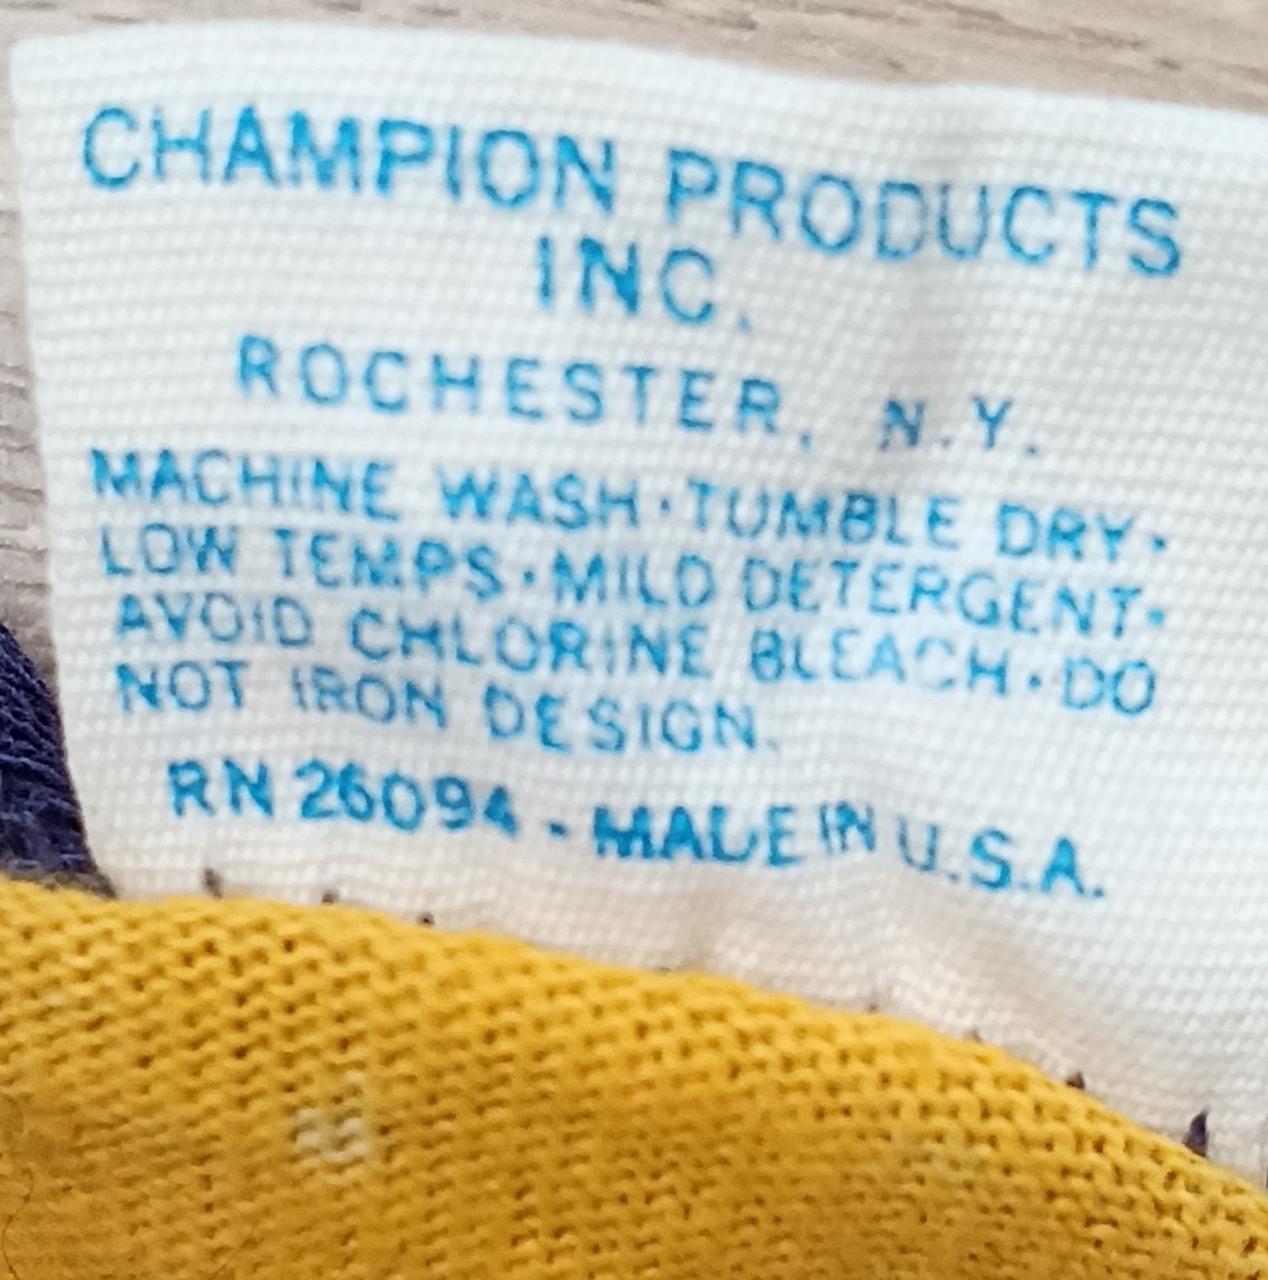 CHAMPION PRODUCTS
INC.
ROCHESTER, N.Y.
MACHINE WASH·TUMBLE DRY·
LOW TEMPS·MILD DETERGENT·
AVOID CHLORINE BLEACH·DO
NOT IRON DESIGN.
RN 26094 - MADE IN U.S.A.